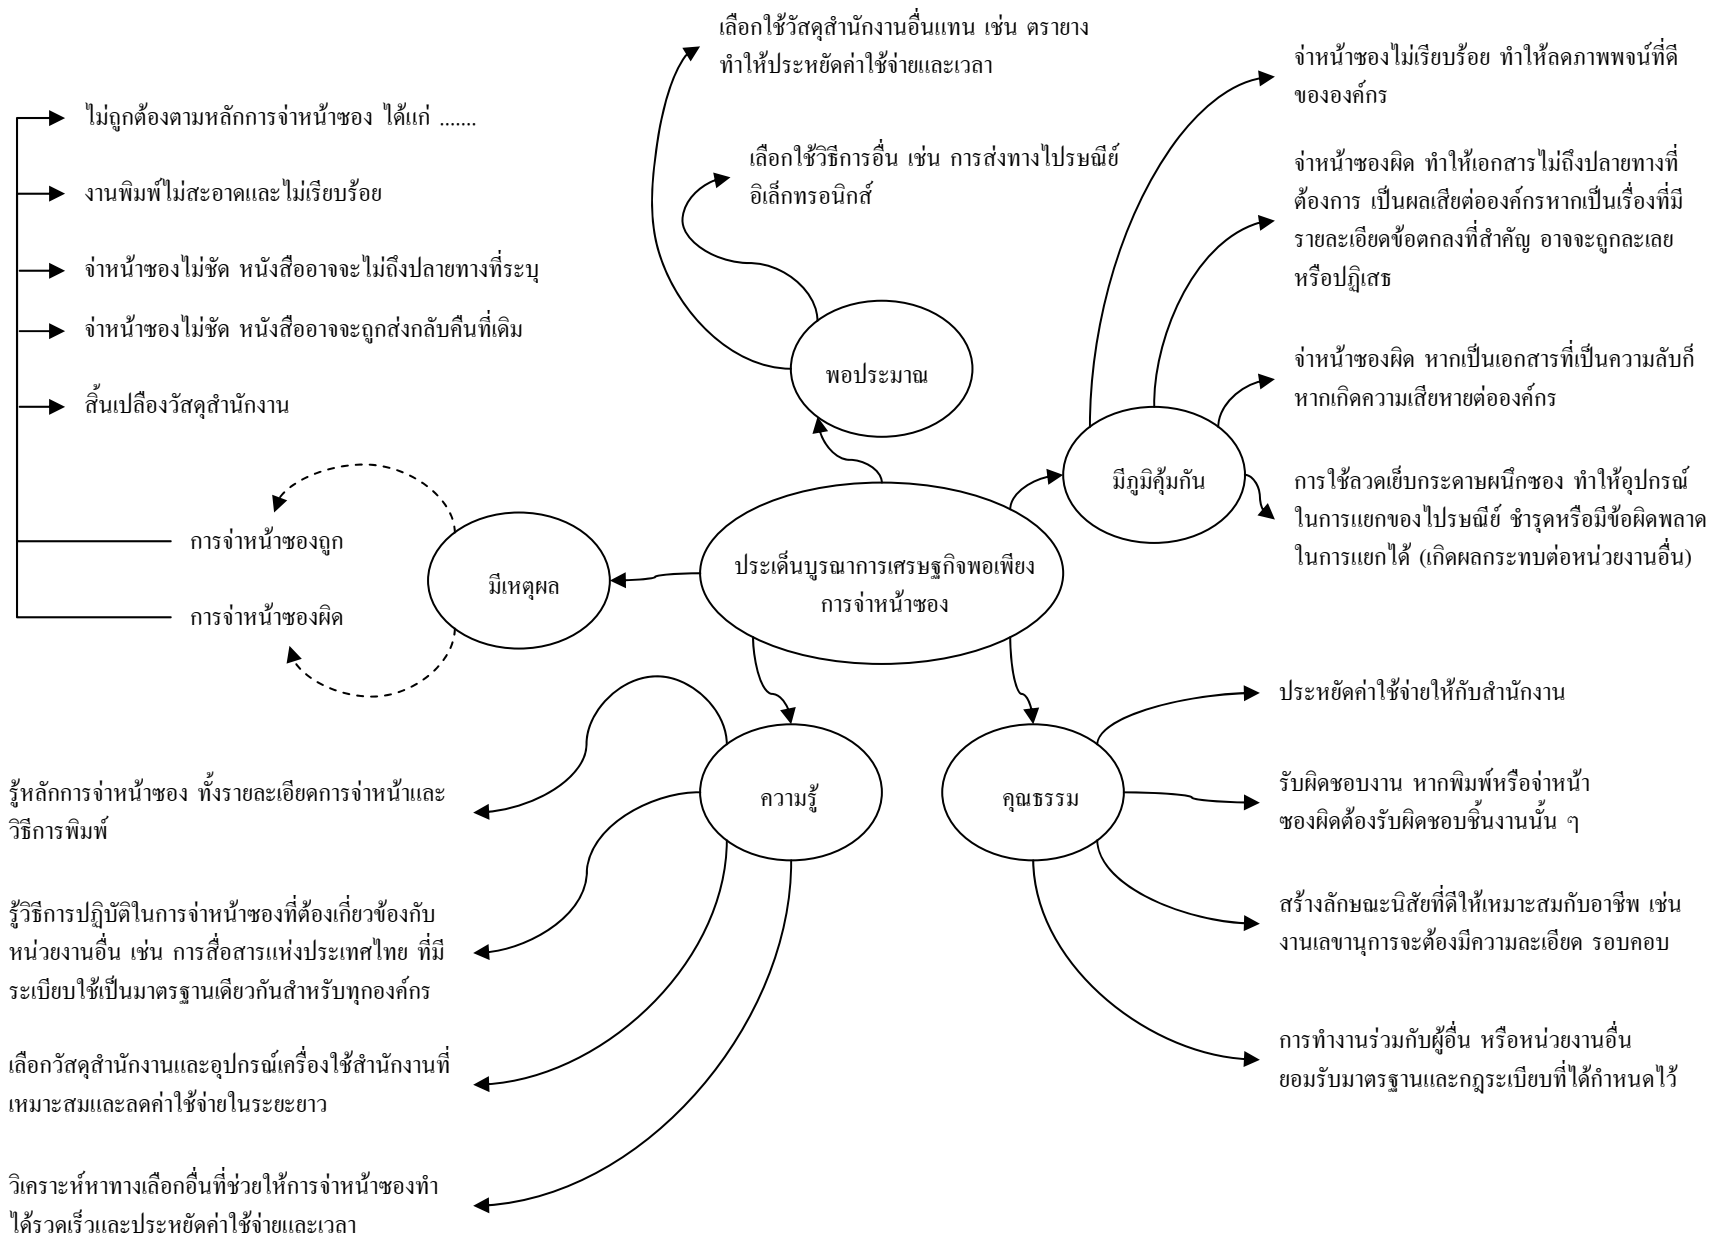 เลือกใช้วัสดุสำนักงานอื่นแทน เช่น ตรายาง
ทำให้ประหยัดค่าใช้จ่ายและเวลา
เลือกใช้วิธีการอื่น เช่น การส่งทางไปรษณีย์
อิเล็กทรอนิกส์
จ่าหน้าซองไม่เรียบร้อย ทำให้ลดภาพพจน์ที่ดี
ขององค์กร
จ่าหน้าซองผิด ทำให้เอกสารไม่ถึงปลายทางที่
ต้องการ เป็นผลเสียต่อองค์กรหากเป็นเรื่องที่มี
รายละเอียดข้อตกลงที่สำคัญ อาจจะถูกละเลย
หรือปฏิเสธ
จ่าหน้าซองผิด หากเป็นเอกสารที่เป็นความลับก็
หากเกิดความเสียหายต่อองค์กร
การใช้ลวดเย็บกระดาษผนึกซอง ทำให้อุปกรณ์
ในการแยกของไปรษณีย์ ชำรุดหรือมีข้อผิดพลาด
ในการแยกได้ (เกิดผลกระทบต่อหน่วยงานอื่น)
ไม่ถูกต้องตามหลักการจ่าหน้าซอง ได้แก่ .......
งานพิมพ์ไม่สะอาดและไม่เรียบร้อย
จ่าหน้าซองไม่ชัด หนังสืออาจจะไม่ถึงปลายทางที่ระบุ
จ่าหน้าซองไม่ชัด หนังสืออาจจะถูกส่งกลับคืนที่เดิม
สิ้นเปลืองวัสดุสำนักงาน
การจ่าหน้าซองถูก
การจ่าหน้าซองผิด
พอประมาณ
มีภูมิคุ้มกัน
มีเหตุผล
ประเด็นบูรณาการเศรษฐกิจพอเพียง
การจ่าหน้าซอง
ความรู้
คุณธรรม
รู้หลักการจ่าหน้าซอง ทั้งรายละเอียดการจ่าหน้าและ
วิธีการพิมพ์
รู้วิธีการปฏิบัติในการจ่าหน้าซองที่ต้องเกี่ยวข้องกับ
หน่วยงานอื่น เช่น การสื่อสารแห่งประเทศไทย ที่มี
ระเบียบใช้เป็นมาตรฐานเดียวกันสำหรับทุกองค์กร
เลือกวัสดุสำนักงานและอุปกรณ์เครื่องใช้สำนักงานที่
เหมาะสมและลดค่าใช้จ่ายในระยะยาว
วิเคราะห์หาทางเลือกอื่นที่ช่วยให้การจ่าหน้าซองทำ
ได้รวดเร็วและประหยัดค่าใช้จ่ายและเวลา
ประหยัดค่าใช้จ่ายให้กับสำนักงาน
รับผิดชอบงาน หากพิมพ์หรือจ่าหน้า
ซองผิดต้องรับผิดชอบชิ้นงานนั้น ๆ
สร้างลักษณะนิสัยที่ดีให้เหมาะสมกับอาชีพ เช่น
งานเลขานุการจะต้องมีความละเอียด รอบคอบ
การทำงานร่วมกับผู้อื่น หรือหน่วยงานอื่น
ยอมรับมาตรฐานและกฎระเบียบที่ได้กำหนดไว้